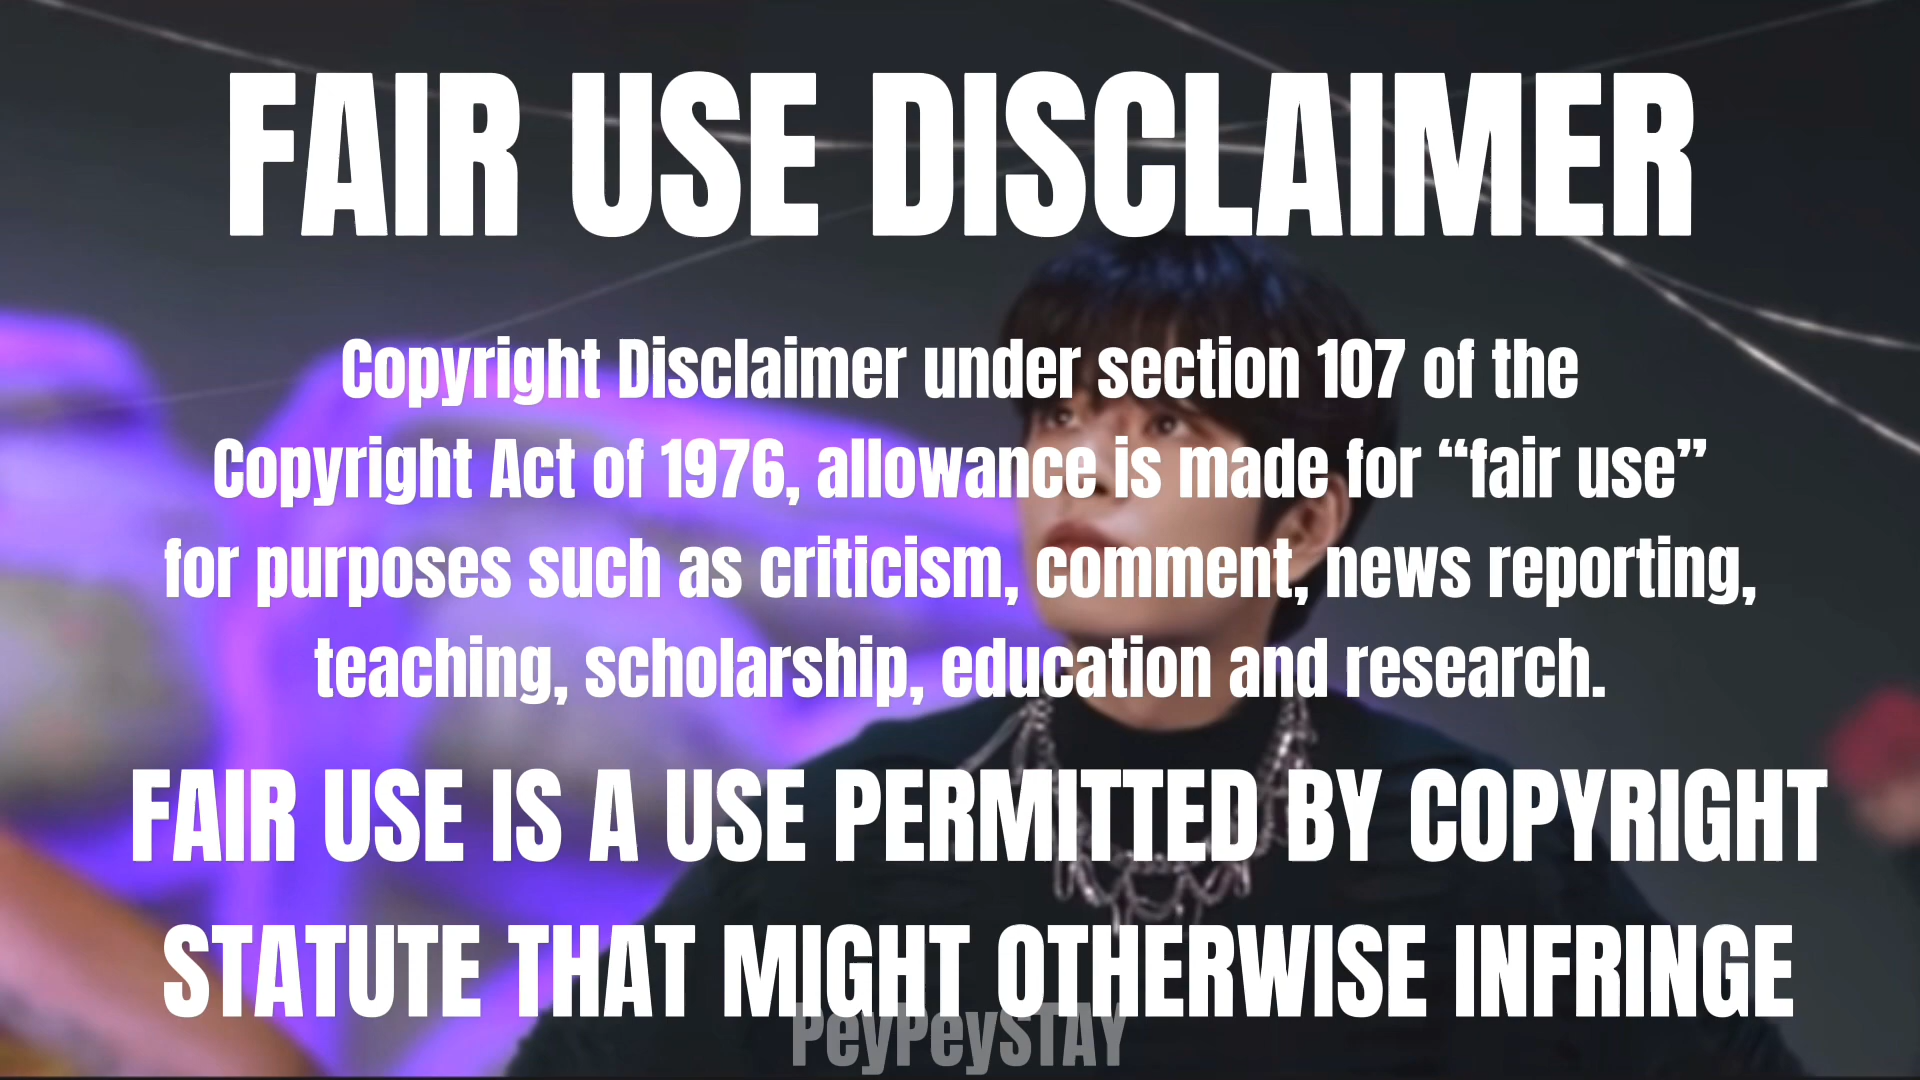 FAIR USE DISCLAIMER
Copyright Disclaimer under section 107 of the
Copyright Act of 1976, allowance is made for “fair use”
for purposes such as criticism, comment, news reporting,
teaching, scholarship, education and research.
FAIR USE IS A USE PERMITTED BY COPYRIGHT
STATUTE THAT MIGHT OTHERWISE INFRINGE
PeyPeySTAY